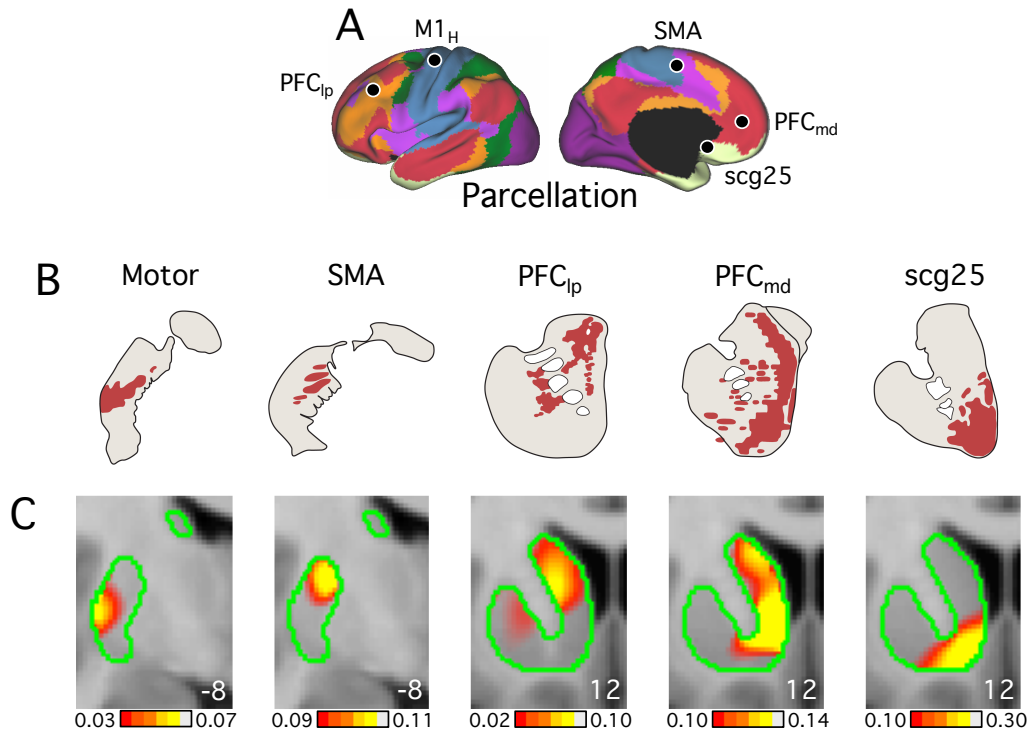 A
M1H
SMA
PFClp
PFCmd
scg25
Parcellation
B
Motor
SMA
PFClp
PFCmd
scg25
C
-8
-8
12
12
12
0.03 0.07
0.09 0.11
0.02 0.10
0.10 0.14
0.10 0.30